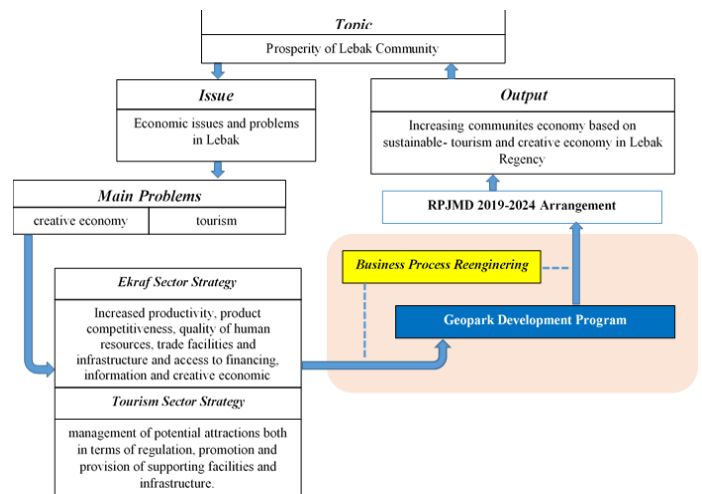 Topic
Prosperity of Lebak Community
Issue
Economic issues and problems
in Lebak
Main Problems
creative economy
tourism
Ekraf Sector Strategy
Increased productivity, product
competitiveness, quality of human
resources, trade facilities and
infrastructure and access to financing,
information and creative economic
Tourism Sector Strategy
management of potential attractions both
in terms of regulation, promotion and
provision of supporting facilities and
infrastructure.
Business Process Reenginering
Geopark Development Program
RPJMD 2019-2024 Arrangement
Output
Increasing communites economy based on
sustainable- tourism and creative economy in Lebak
Regency